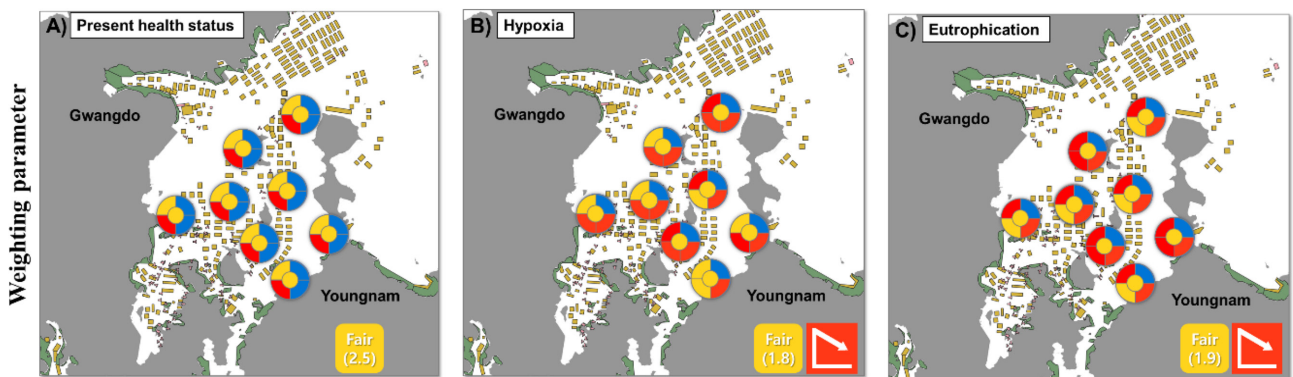 Weighting parameter
A) Present health status
Gwangdo
Youngnam
Fair
(2.5)
B) Hypoxia
Gwangdo
Youngnam
Fair
(1.8)
C) Eutrophication
Gwangdo
Youngnam
Fair
(1.9)